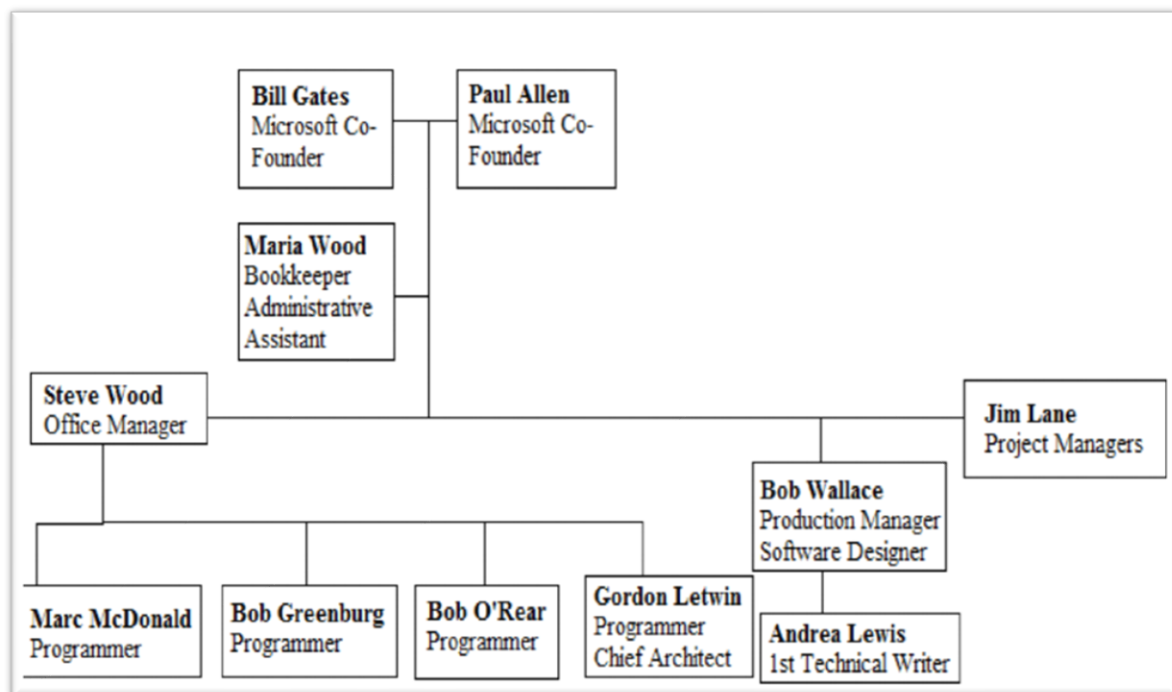 Bill Gates
Microsoft Co-
Founder
Paul Allen
Microsoft Co-
Founder
Maria Wood
Bookkeeper
Administrative
Assistant
Steve Wood
Office Manager
Jim Lane
Project Managers
Bob Wallace
Production Manager
Software Designer
Marc McDonald
Programmer
Bob Greenburg
Programmer
Bob O'Rear
Programmer
Gordon Letwin
Programmer
Chief Architect
Andrea Lewis
1st Technical Writer